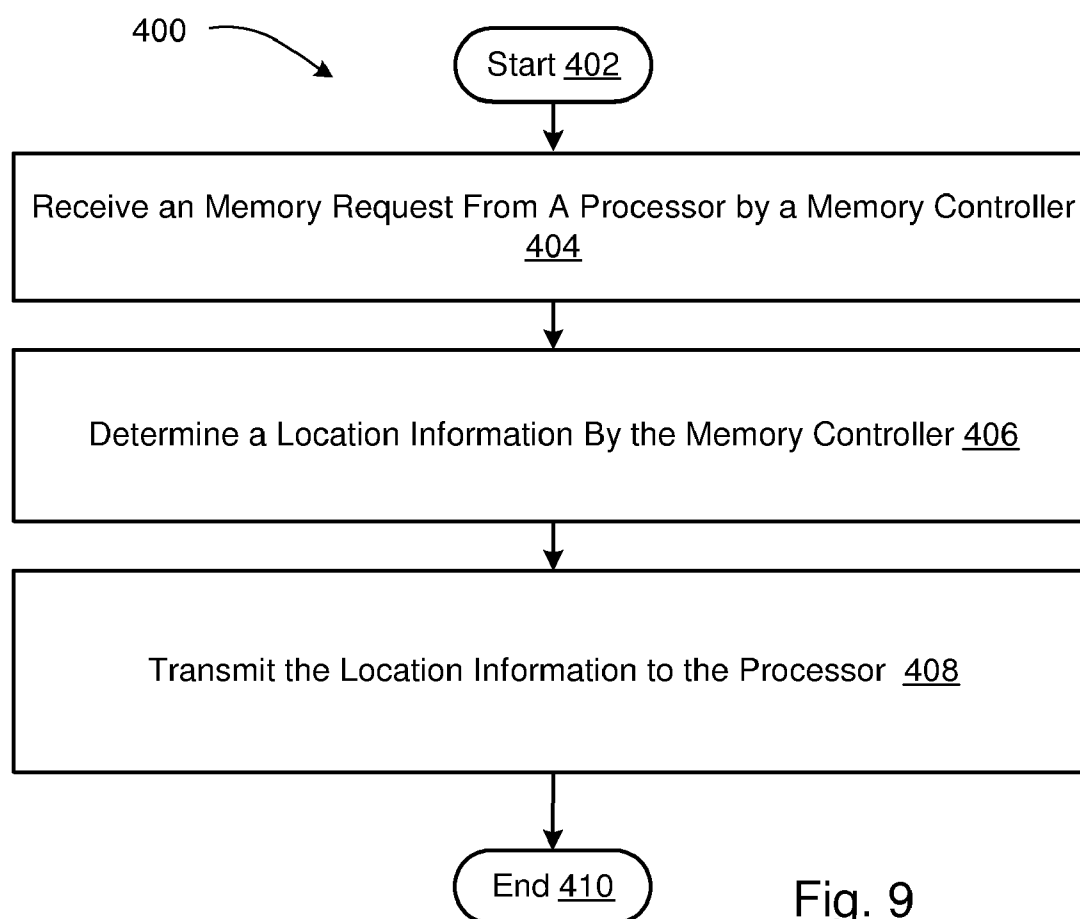 400
Start 402
Receive an Memory Request From A Processor by a Memory Controller
404
Determine a Location Information By the Memory Controller 406
Transmit the Location Information to the Processor 408
End 410
Fig. 9